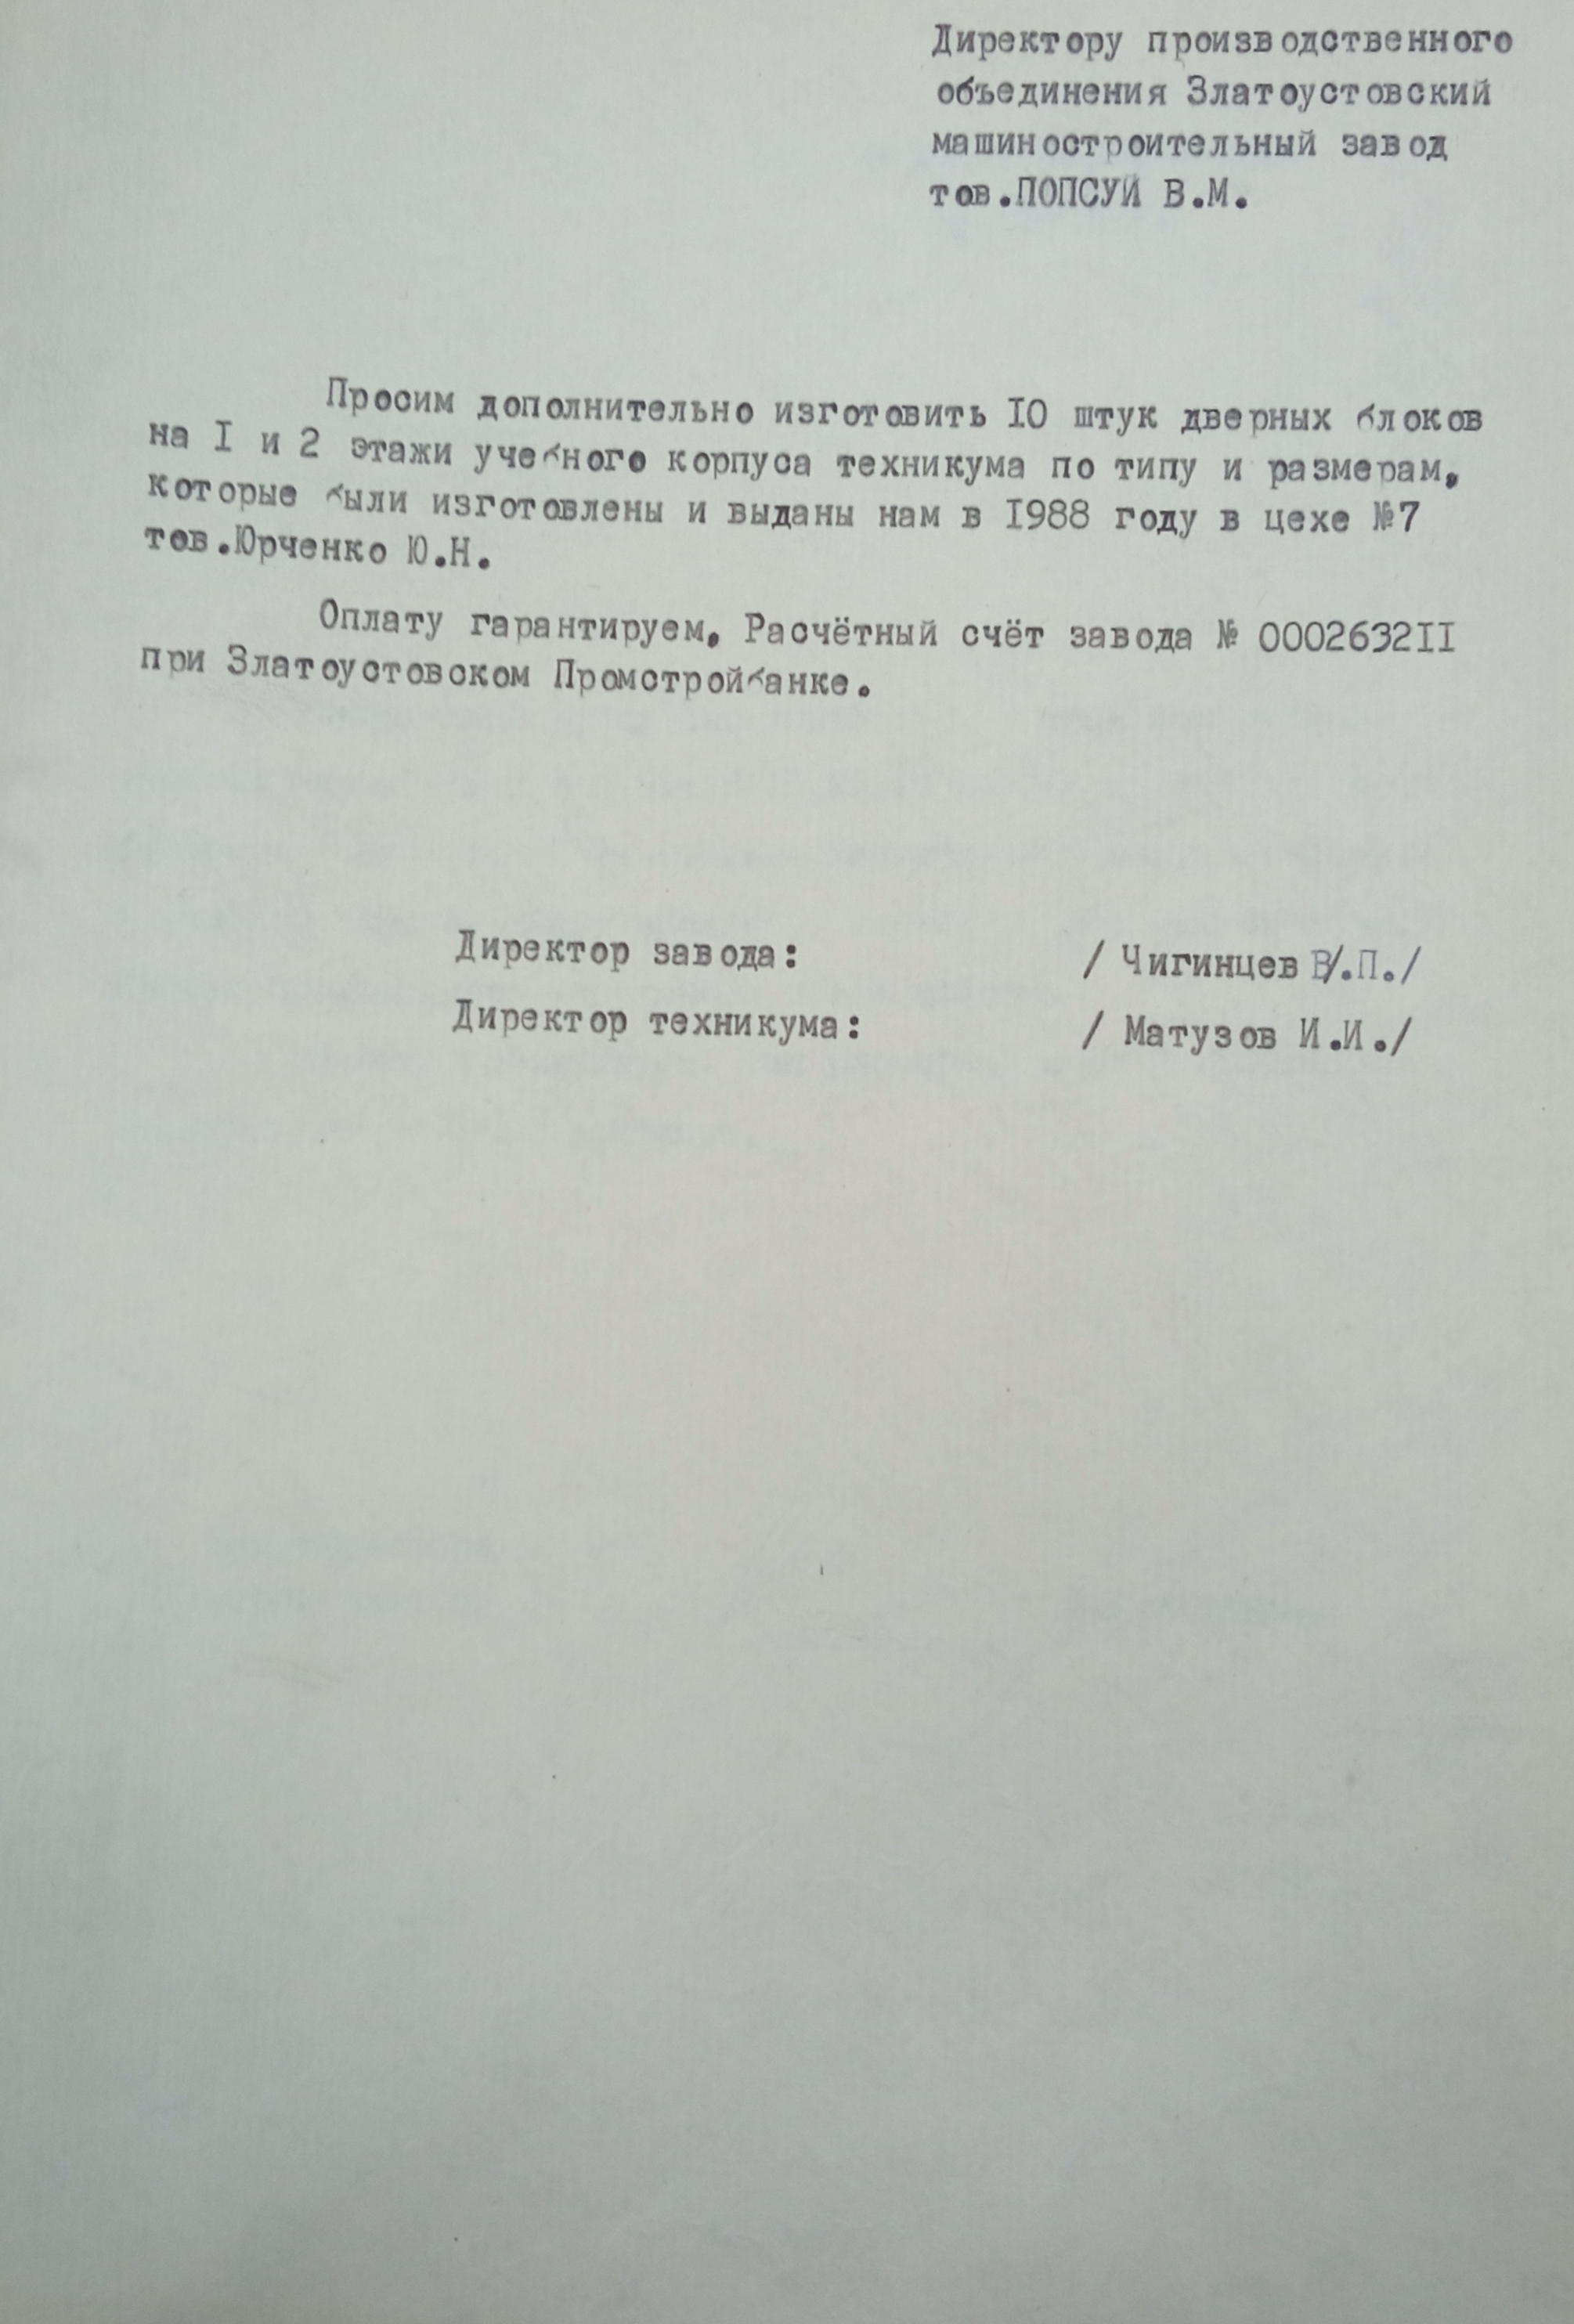 Директору производственного
объединения Златоустовский
машиностроительный завод
тов.ПОПСУЙ В.М.
Просим дополнительно изготовить I0 штук дверных блоков
на I и 2 этажи учебного корпуса техникума по типу и размерам,
которые были изготовлены и выданы нам в I988 году в цехе №7
тов.Юрченко Ю.Н.
Оплату гарантируем. Расчётный счёт завода № 0002632II
при Златоустовском Промстройбанке.
Директор завода: / Чигинцев В.П./
Директор техникума: / Матузов И.И./